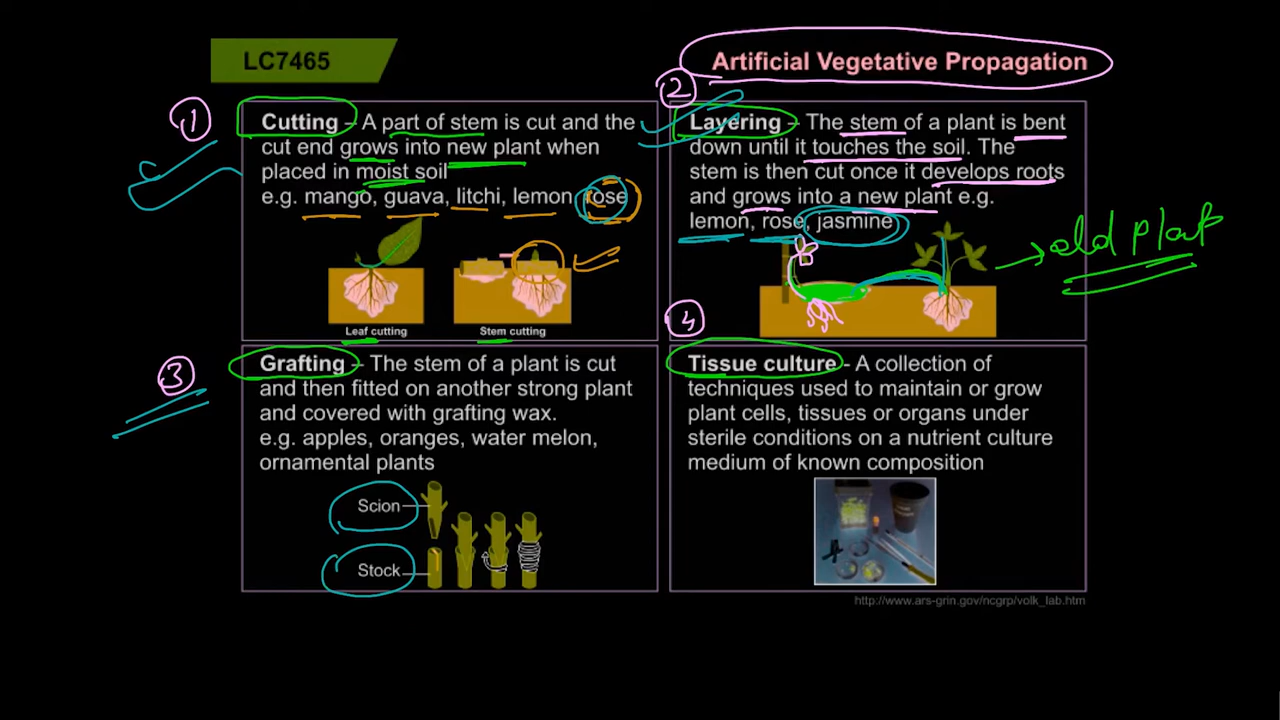 LC7465
Artificial Vegetative Propagation
1
Cutting – A part of stem is cut and the
cut end grows into new plant when
placed in moist soil
e.g. mango, guava, litchi, lemon, rose
Leaf cutting
Stem cutting
2
Layering – The stem of a plant is bent
down until it touches the soil. The
stem is then cut once it develops roots
and grows into a new plant e.g.
lemon, rose, jasmine
old plant
3
Grafting – The stem of a plant is cut
and then fitted on another strong plant
and covered with grafting wax.
e.g. apples, oranges, water melon,
ornamental plants
Scion
Stock
4
Tissue culture – A collection of
techniques used to maintain or grow
plant cells, tissues or organs under
sterile conditions on a nutrient culture
medium of known composition
http://www.ars-grin.gov/ncgrp/volk_lab.htm